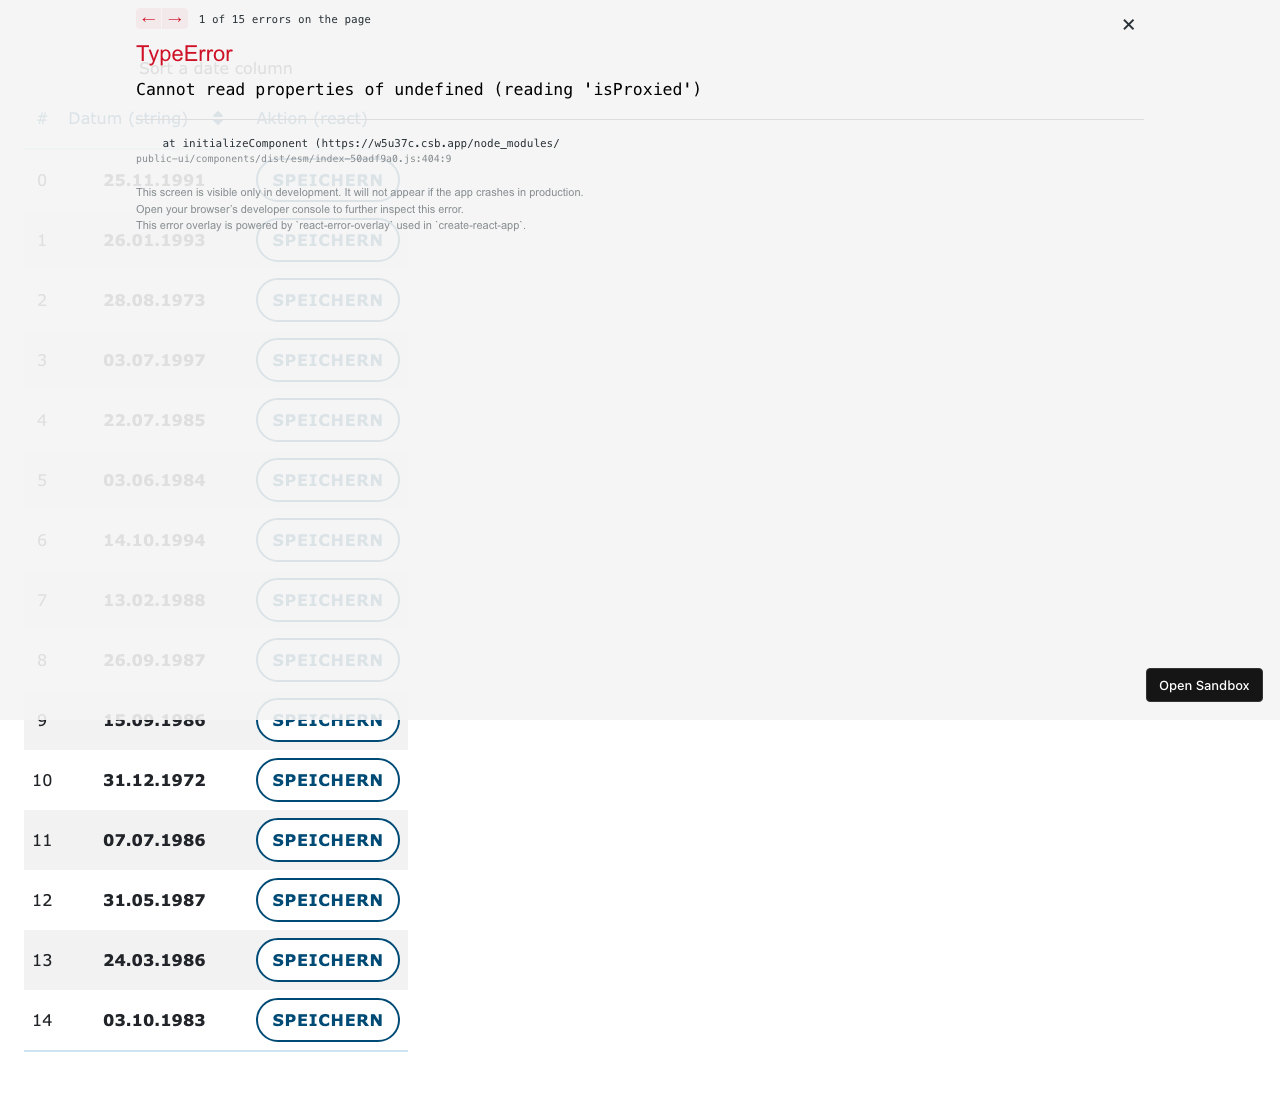 ← → 1 of 15 errors on the page
✕
TypeError
Sort a date column
Cannot read properties of undefined (reading 'isProxied')
# Datum (string) Aktion (react)
at initializeComponent (https://w5u37c.csb.app/node_modules/
public-ui/components/dist/esm/index-50adf9a0.js:404:9
0 25.11.1991 SPEICHERN
This screen is visible only in development. It will not appear if the app crashes in production.
Open your browser’s developer console to further inspect this error.
This error overlay is powered by `react-error-overlay` used in `create-react-app`.
1 26.01.1993 SPEICHERN
2 28.08.1973 SPEICHERN
3 03.07.1997 SPEICHERN
4 22.07.1985 SPEICHERN
5 03.06.1984 SPEICHERN
6 14.10.1994 SPEICHERN
7 13.02.1988 SPEICHERN
8 26.09.1987 SPEICHERN
Open Sandbox
9 15.09.1986 SPEICHERN
10 31.12.1972 SPEICHERN
11 07.07.1986 SPEICHERN
12 31.05.1987 SPEICHERN
13 24.03.1986 SPEICHERN
14 03.10.1983 SPEICHERN